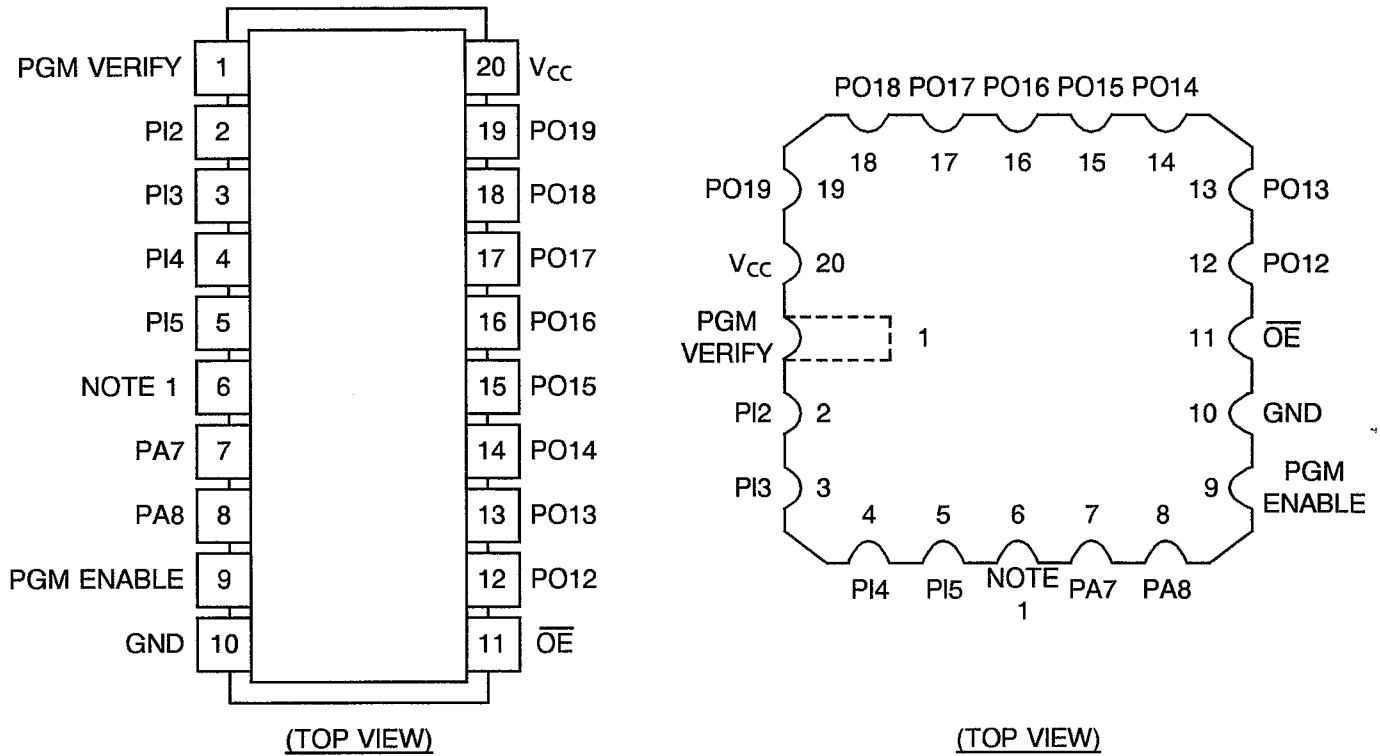 PGM VERIFY 1 20 VCC
PI2 2 19 PO19
PI3 3 18 PO18
PI4 4 17 PO17
PI5 5 16 PO16
NOTE 1 6 15 PO15
PA7 7 14 PO14
PA8 8 13 PO13
PGM ENABLE 9 12 PO12
GND 10 11 OE
(TOP VIEW)
PO18 PO17 PO16 PO15 PO14
18 17 16 15 14
PO19 19 13 PO13
VCC 20 12 PO12
PGM
VERIFY
1 11 OE
PI2 2 10 GND
PI3 3 9 PGM
ENABLE
4 5 6 7 8
PI4 PI5 NOTE
1
PA7 PA8
(TOP VIEW)